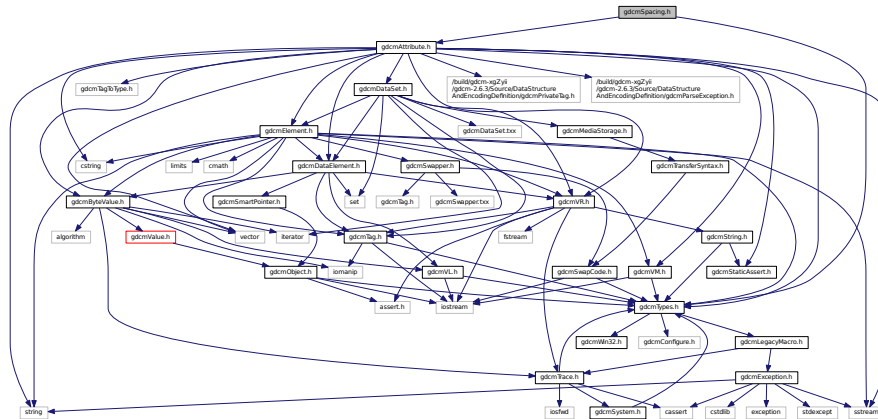 gdcmSpacing.h
gdcmAttribute.h
gdcmTagToType.h
gdcmDataSet.h
/build/gdcm-xgZyii
/gdcm-2.6.3/Source/DataStructure
AndEncodingDefinition/gdcmPrivateTag.h
/build/gdcm-xgZyii
/gdcm-2.6.3/Source/DataStructure
AndEncodingDefinition/gdcmParseException.h
gdcmElement.h
gdcmDataSet.txx
gdcmMediaStorage.h
cstring
limits
cmath
gdcmDataElement.h
gdcmSwapper.h
gdcmTransferSyntax.h
gdcmByteValue.h
gdcmSmartPointer.h
set
gdcmTag.h
gdcmSwapper.txx
gdcmVR.h
algorithm
gdcmValue.h
vector
iterator
gdcmTag.h
fstream
gdcmString.h
gdcmObject.h
iomanip
gdcmVL.h
gdcmSwapCode.h
gdcmVM.h
gdcmStaticAssert.h
assert.h
iostream
gdcmTypes.h
gdcmWin32.h
gdcmConfigure.h
gdcmLegacyMacro.h
gdcmTrace.h
gdcmException.h
string
iosfwd
gdcmSystem.h
cassert
cstdlib
exception
stdexcept
sstream